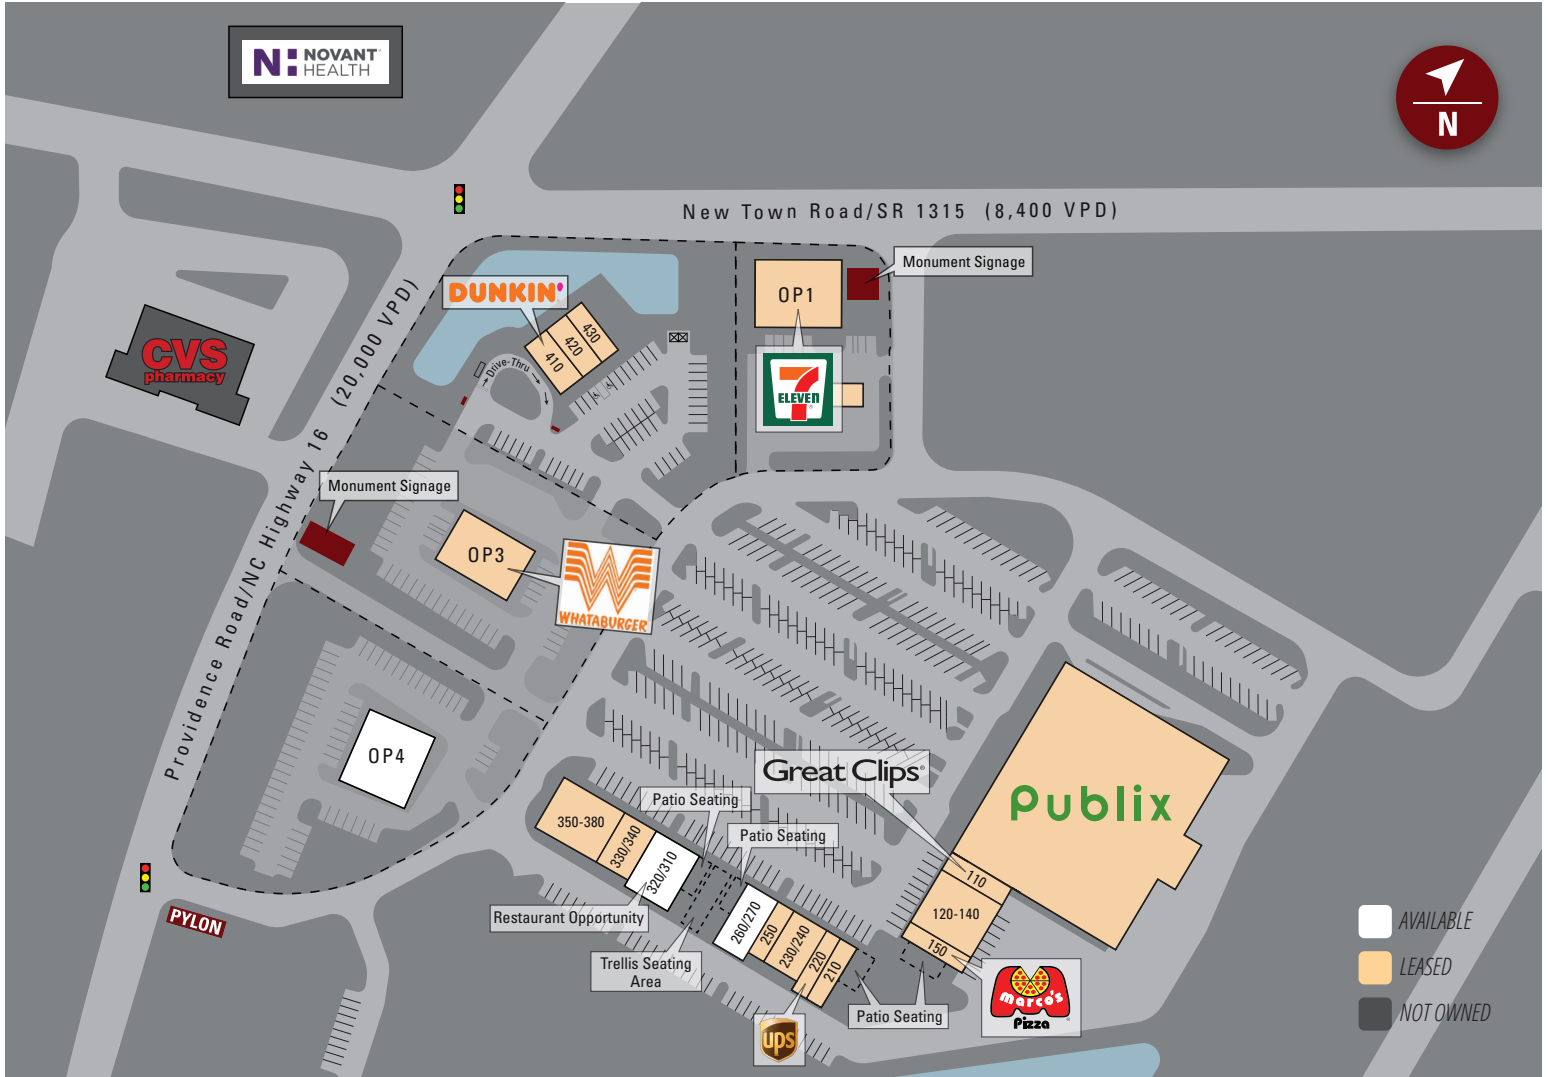 NOVANT
HEALTH
N
New Town Road/SR 1315 (8,400 VPD)
Monument Signage
DUNKIN'
OP1
430
420
410
Drive-Thru
7
ELEVEN
CVS
pharmacy
Providence Road/NC Highway 16 (20,000 VPD)
Monument Signage
OP3
WHATABURGER
OP4
Great Clips
Publix
Patio Seating
Patio Seating
350-380
330/340
320/310
Restaurant Opportunity
Trellis Seating
Area
260/270
250
230/240
220
210
110
120-140
150
Patio Seating
marco's
Pizza
ups
PYLON
AVAILABLE
LEASED
NOT OWNED